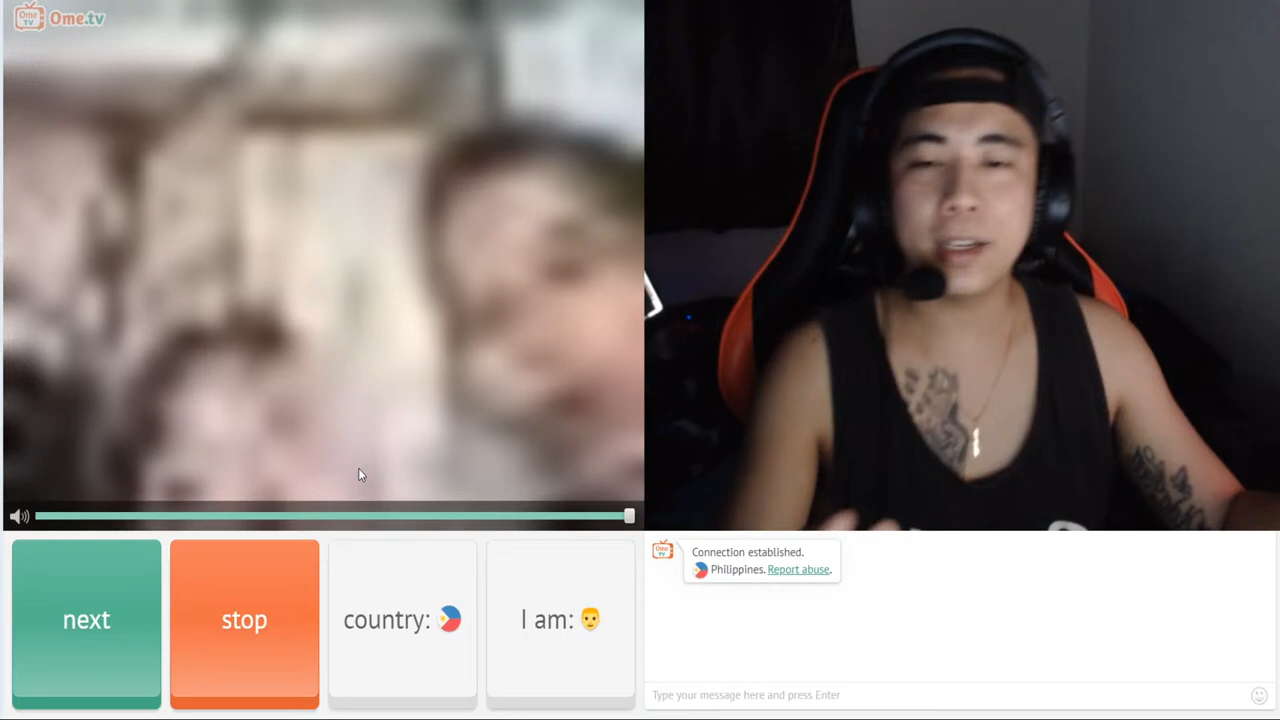 Ome.tv
next
stop
country:
I am:
Connection established.
Philippines. Report abuse.
Type your message here and press Enter